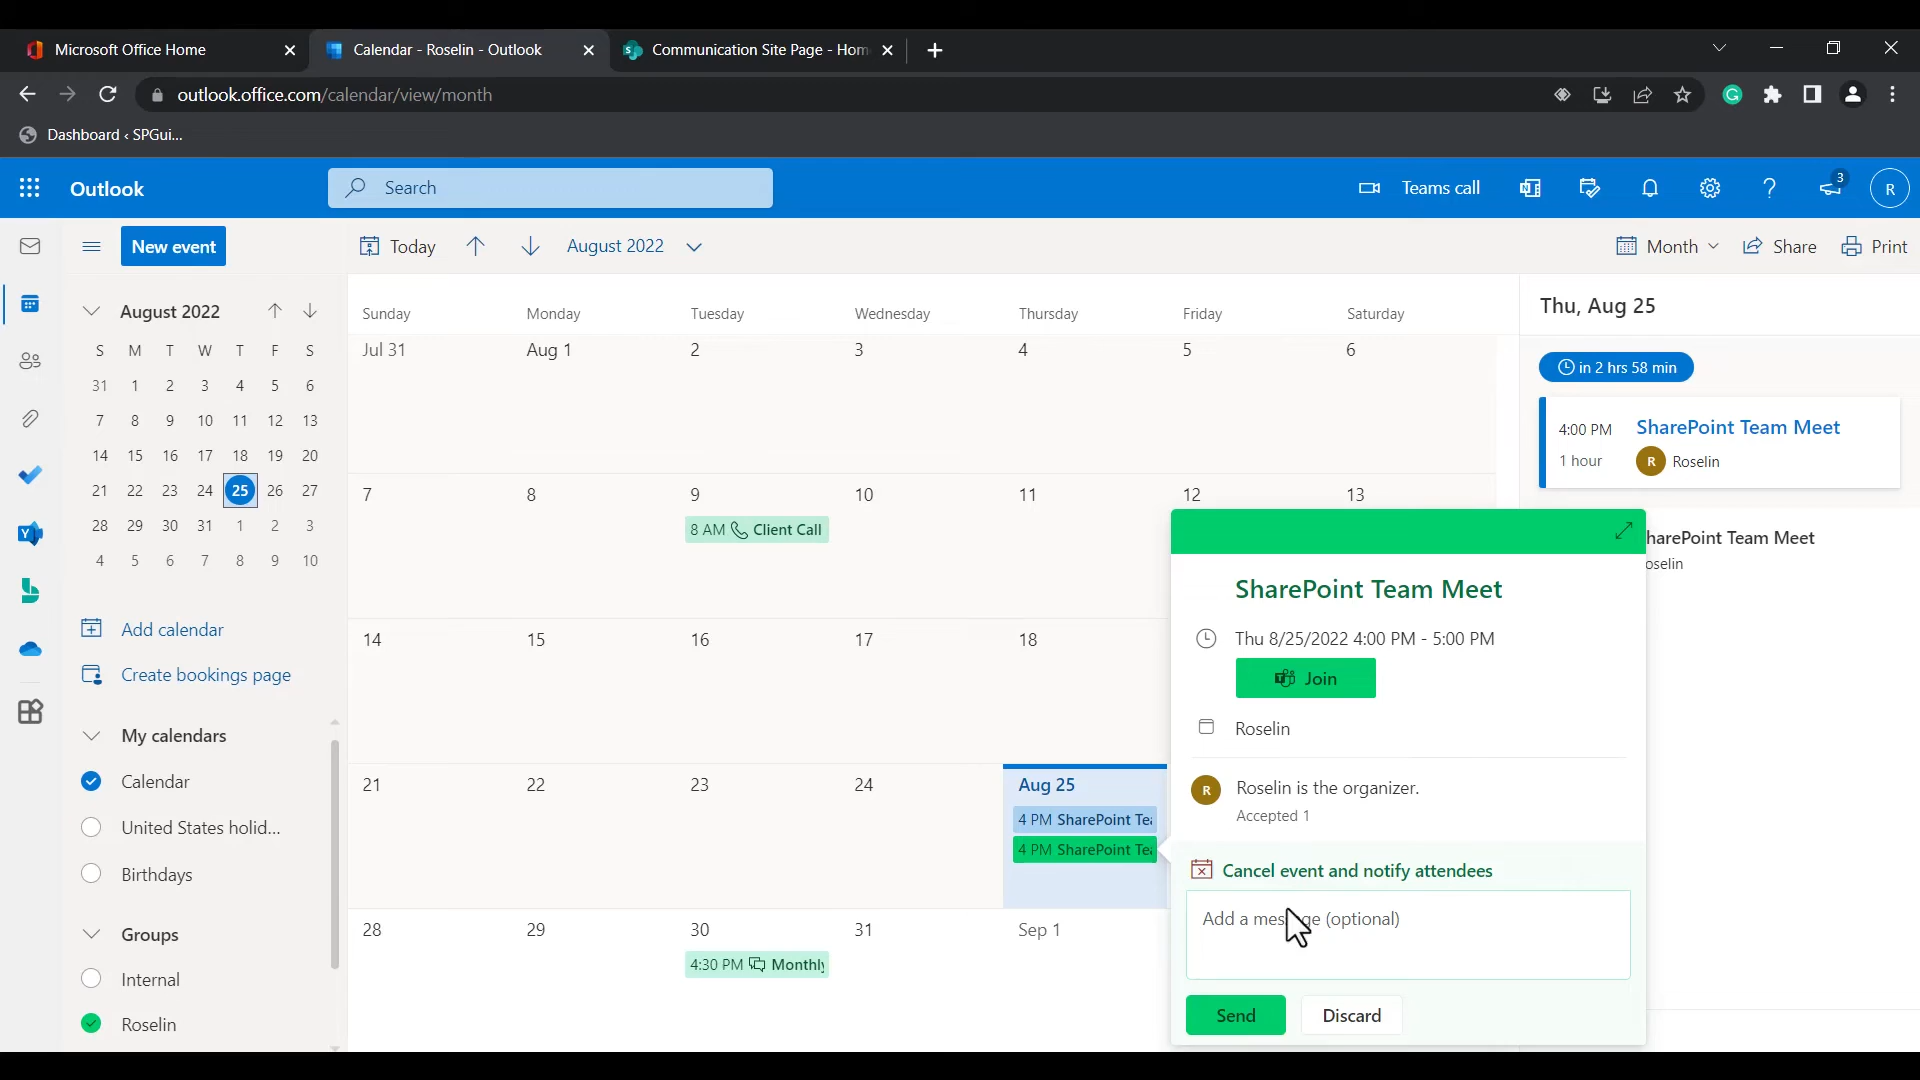 Microsoft Office Home
Calendar - Roselin - Outlook
Communication Site Page - Hom
outlook.office.com/calendar/view/month
Dashboard ‹ SPGui...
Outlook
Search
Teams call
3
R
New event
Today
August 2022
Month
Share
Print
August 2022
S M T W T F S
31 1 2 3 4 5 6
7 8 9 10 11 12 13
14 15 16 17 18 19 20
21 22 23 24 25 26 27
28 29 30 31 1 2 3
4 5 6 7 8 9 10
Add calendar
Create bookings page
My calendars
Calendar
United States holid...
Birthdays
Groups
Internal
Roselin
Sunday Monday Tuesday Wednesday Thursday Friday Saturday
Jul 31 Aug 1 2 3 4 5 6
7 8 9 10 11 12 13
8 AM Client Call
14 15 16 17 18
21 22 23 24 Aug 25
4 PM SharePoint Tea
4 PM SharePoint Tea
28 29 30 31 Sep 1
4:30 PM Monthly
SharePoint Team Meet
Thu 8/25/2022 4:00 PM - 5:00 PM
Join
Roselin
R
Roselin is the organizer.
Accepted 1
Cancel event and notify attendees
Add a message (optional)
Send
Discard
Thu, Aug 25
in 2 hrs 58 min
4:00 PM SharePoint Team Meet
1 hour R Roselin
harePoint Team Meet
oselin